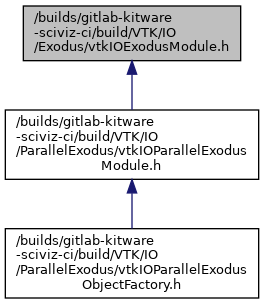 /builds/gitlab-kitware
-sciviz-ci/build/VTK/IO
/Exodus/vtkIOExodusModule.h
/builds/gitlab-kitware
-sciviz-ci/build/VTK/IO
/ParallelExodus/vtkIOParallelExodus
Module.h
/builds/gitlab-kitware
-sciviz-ci/build/VTK/IO
/ParallelExodus/vtkIOParallelExodus
ObjectFactory.h